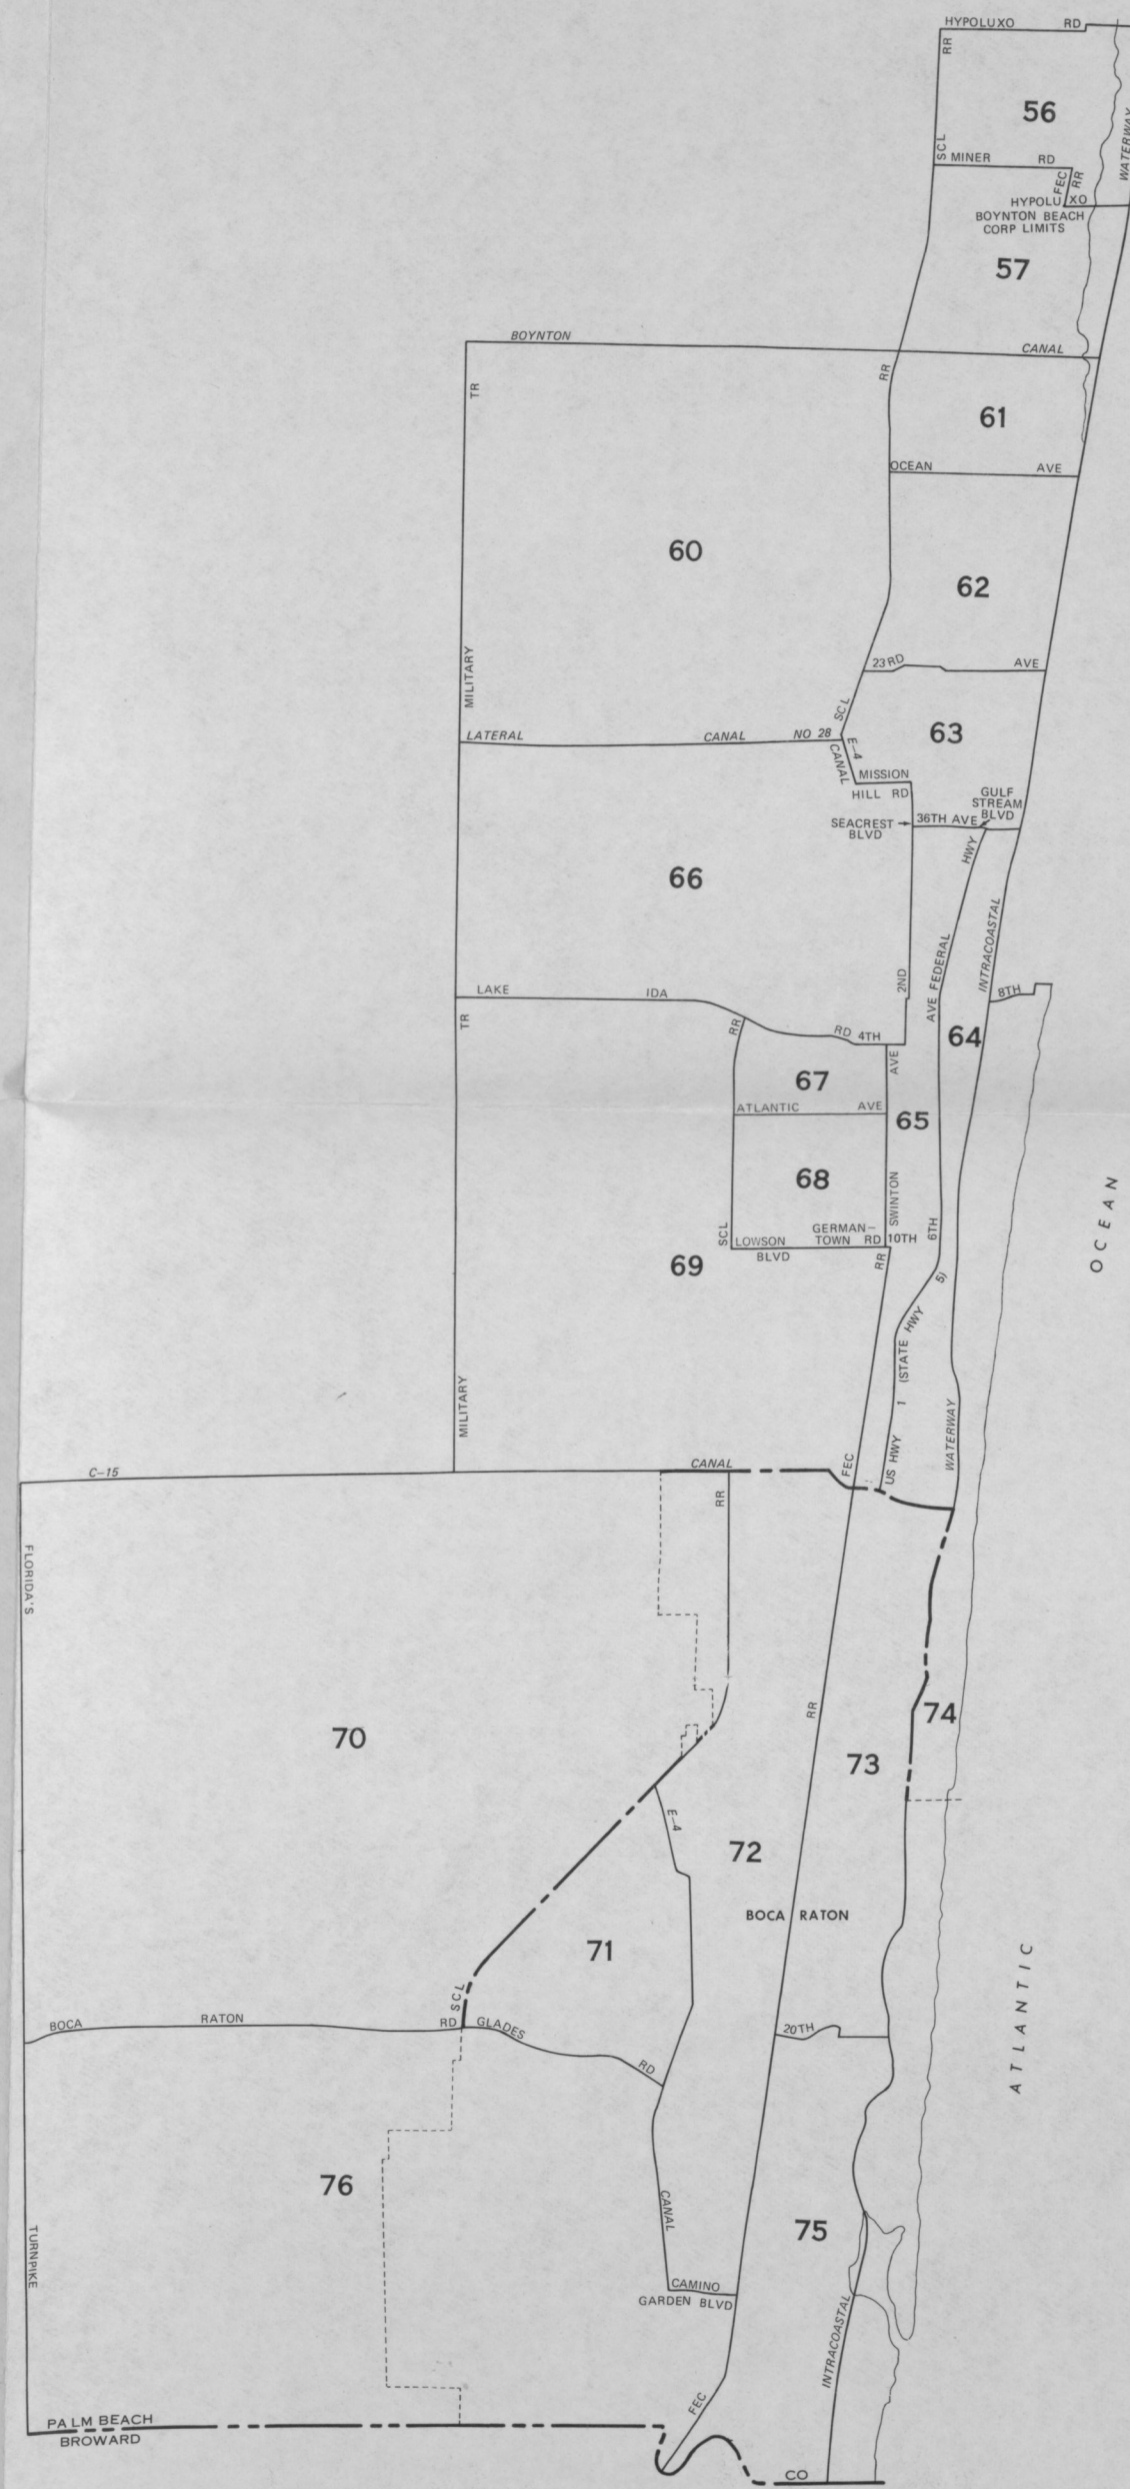 HYPOLUXO RD
RR
56
WATERWAY
SCL
MINER RD
FEC
RR
HYPOLUXO
BOYNTON BEACH
CORP LIMITS
57
BOYNTON CANAL
TR
RR
61
OCEAN AVE
60
62
23RD AVE
MILITARY
SCL
63
LATERAL CANAL NO 28
E-4
CANAL
MISSION
HILL RD
GULF
STREAM
BLVD
SEACREST
BLVD
36TH AVE
HWY
66
INTRACOASTAL
FEDERAL
AVE
2ND
LAKE IDA RD 4TH
8TH
TR
RR
64
AVE
67
ATLANTIC AVE
65
68
SWINTON
6TH
OCEAN
SCL
GERMAN-
TOWN RD
LOWSON
BLVD
10TH
RR
69
5)
HWY
(STATE
1
US HWY
MILITARY
WATERWAY
C-15 CANAL
FEC
RR
FLORIDA'S
70
RR
74
73
E-4
72
BOCA RATON
71
ATLANTIC
SCL
BOCA RATON RD
GLADES RD
20TH
76
CANAL
75
TURNPIKE
CAMINO
GARDEN BLVD
INTRACOASTAL
FEC
PALM BEACH
BROWARD
CO